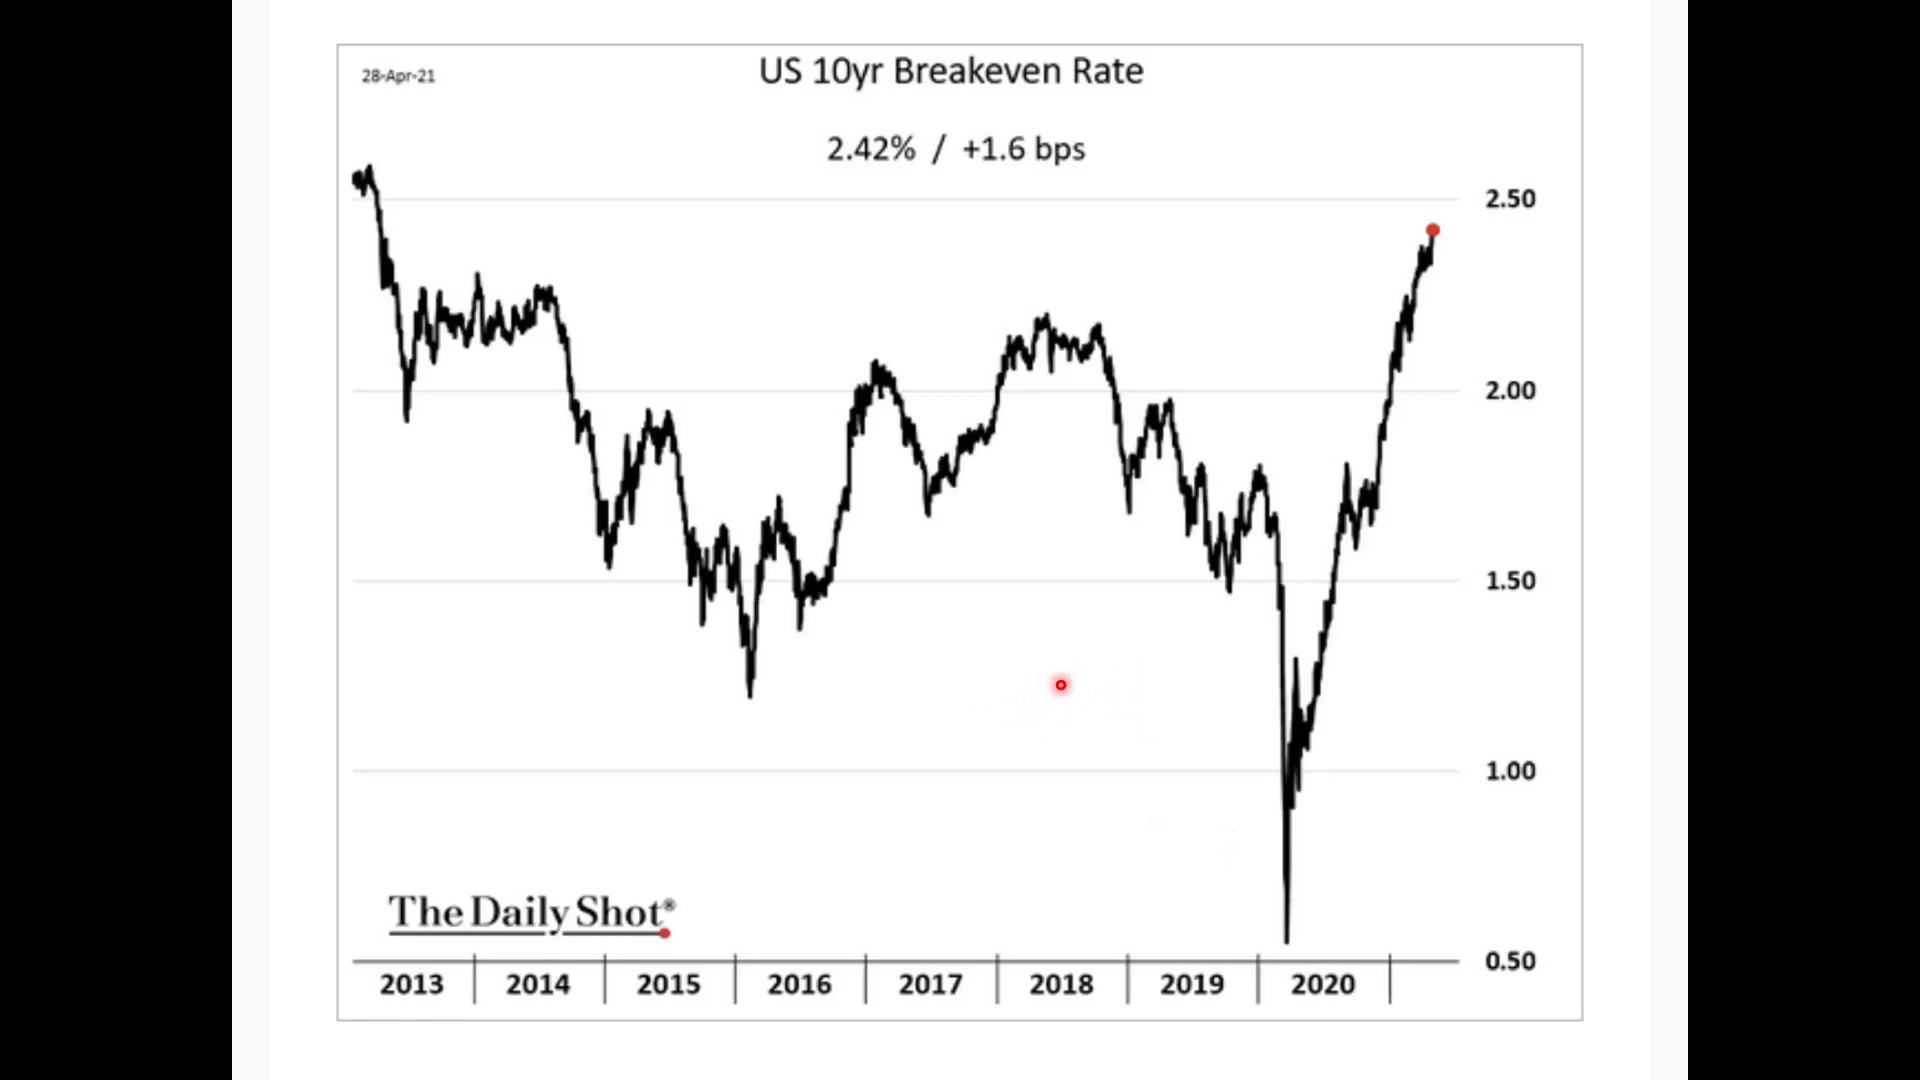 28-Apr-21
US 10yr Breakeven Rate
2.42% / +1.6 bps
2.50
2.00
1.50
1.00
0.50
The Daily Shot®
2013 2014 2015 2016 2017 2018 2019 2020